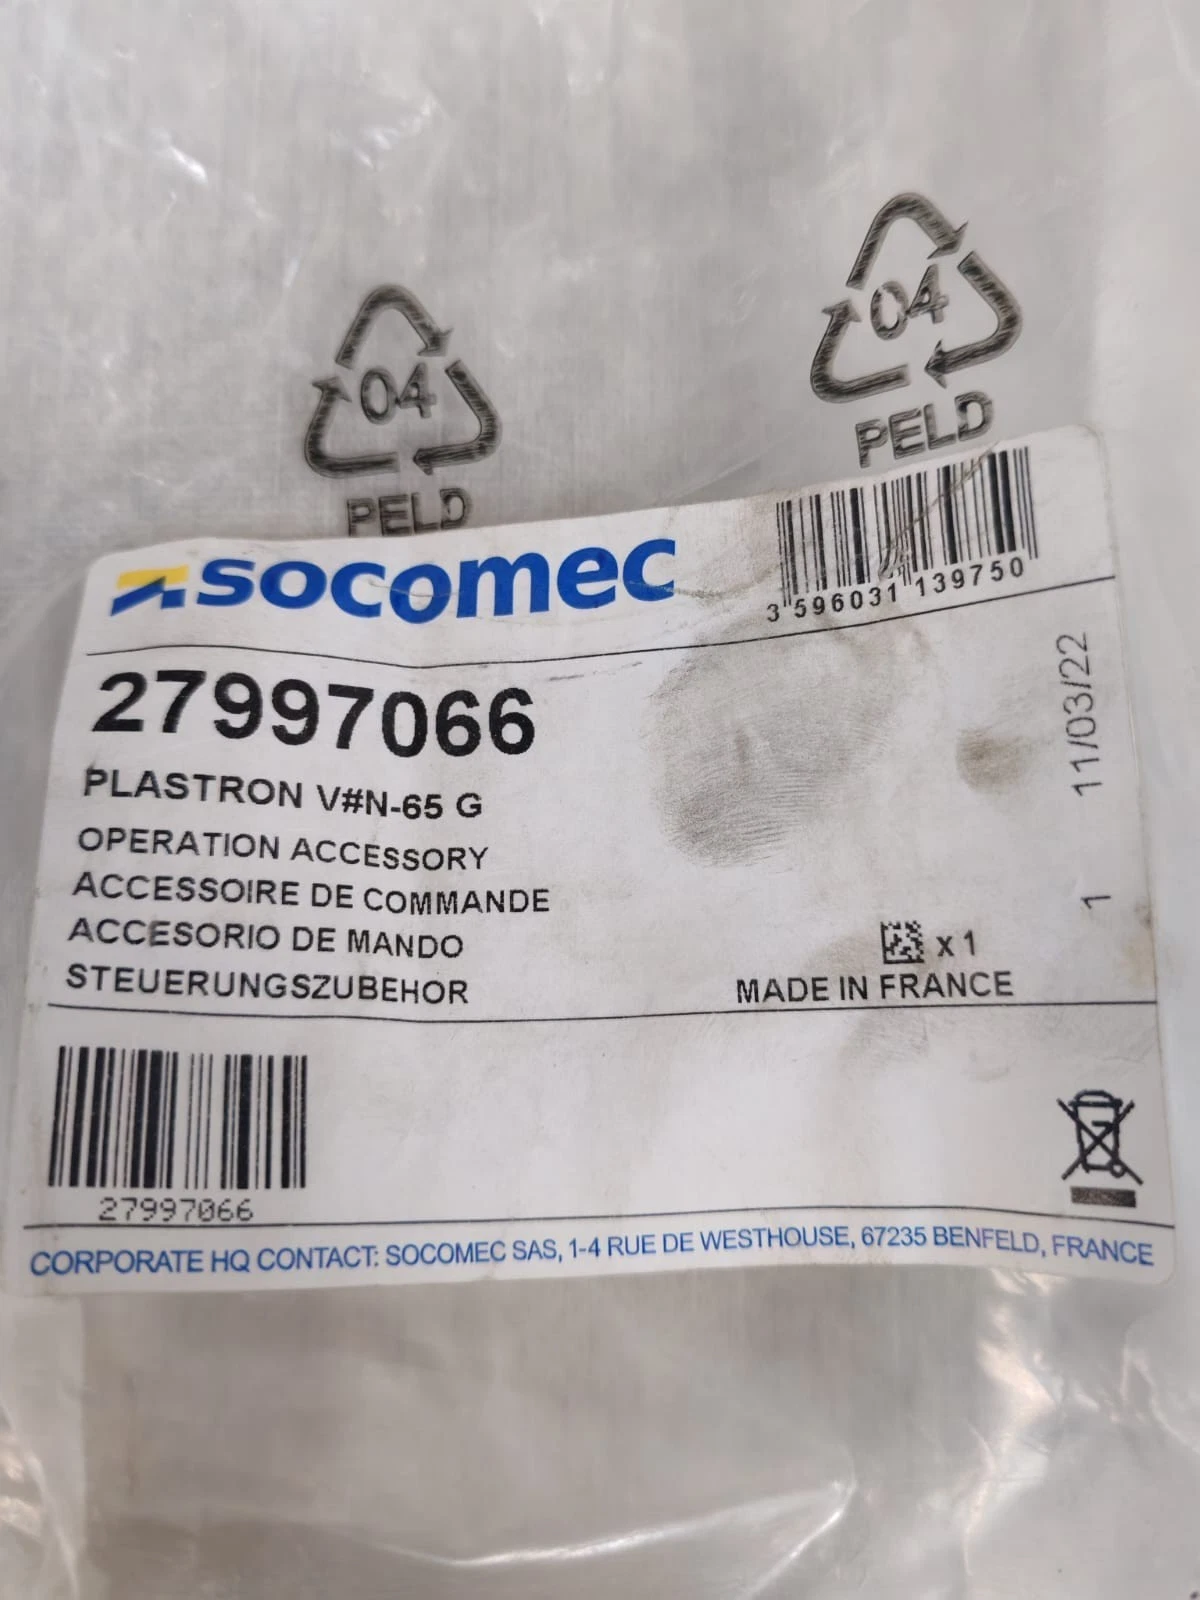 04
PELD
04
PELD
socomec
3 596031 139750
27997066
PLASTRON V#N-65 G
OPERATION ACCESSORY
ACCESSOIRE DE COMMANDE
ACCESORIO DE MANDO
STEUERUNGSZUBEHOR
11/03/22
1
x 1
MADE IN FRANCE
27997066
CORPORATE HQ CONTACT: SOCOMEC SAS, 1-4 RUE DE WESTHOUSE, 67235 BENFELD, FRANCE